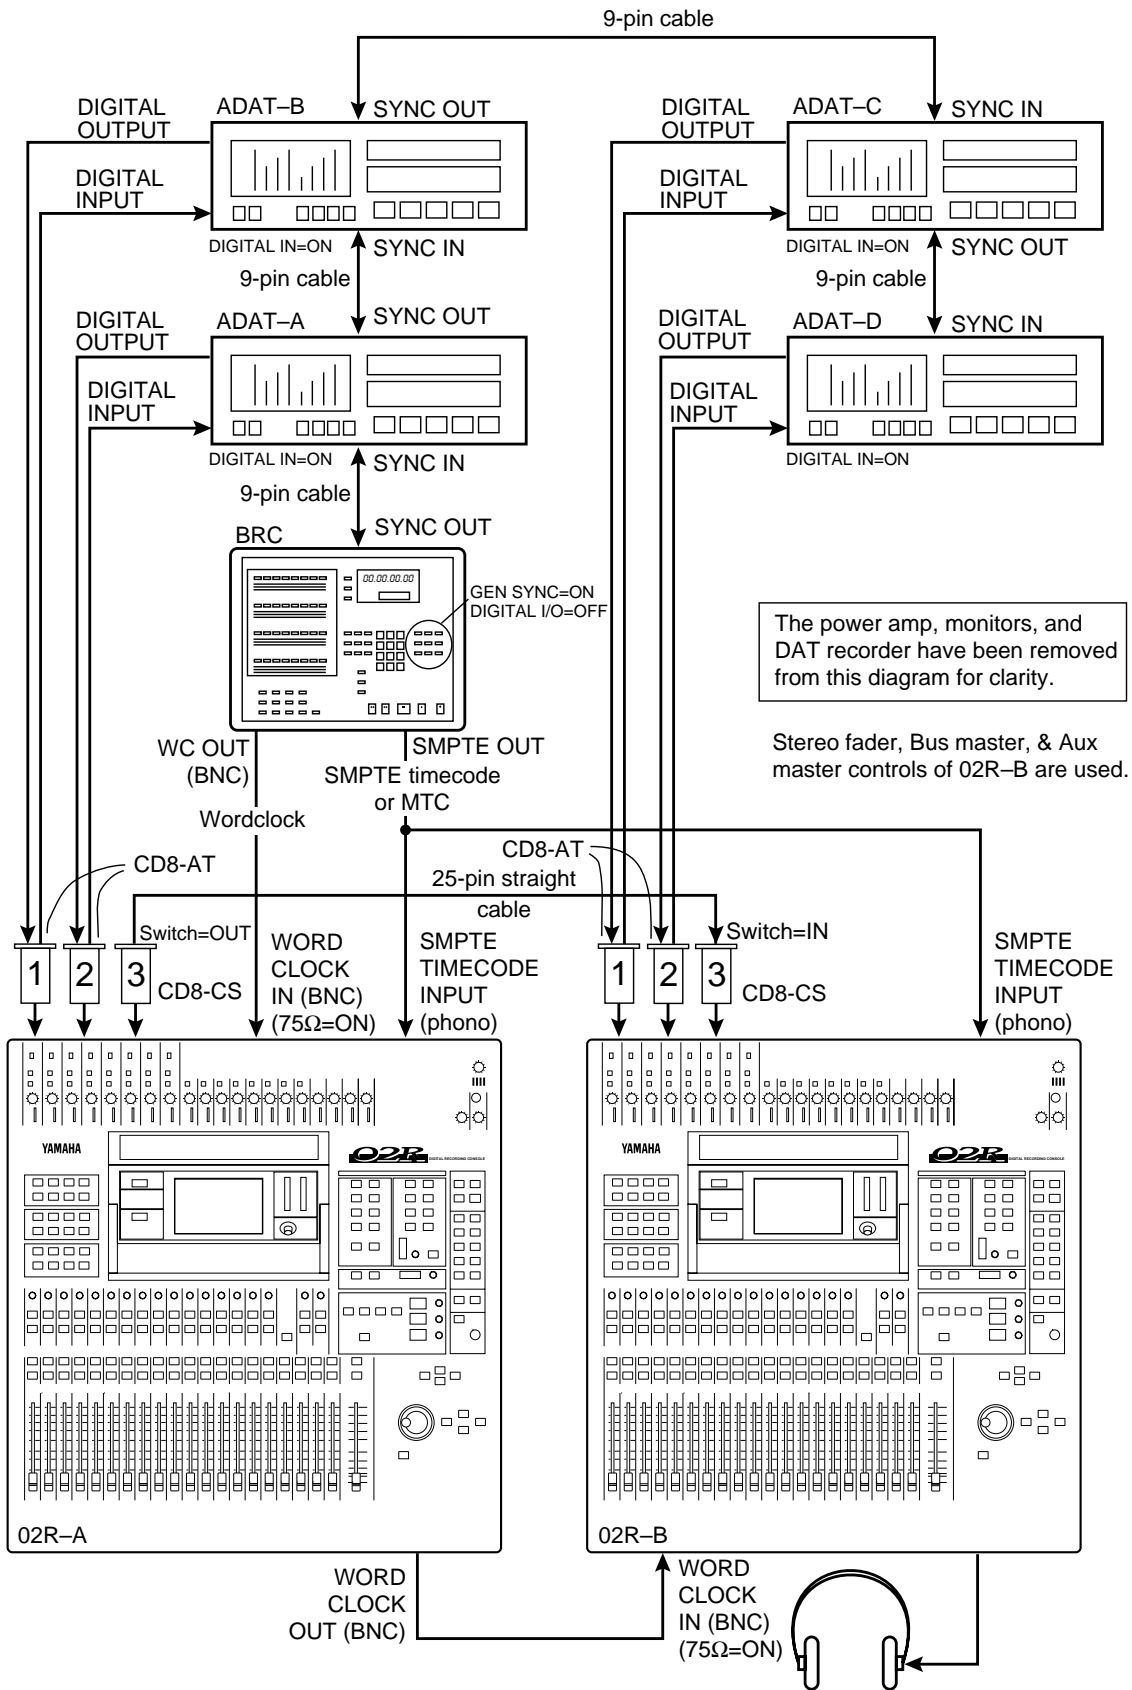 9-pin cable
DIGITAL
OUTPUT
ADAT–B
SYNC OUT
DIGITAL
INPUT
DIGITAL IN=ON
SYNC IN
9-pin cable
DIGITAL
OUTPUT
ADAT–C
SYNC IN
DIGITAL
INPUT
DIGITAL IN=ON
SYNC OUT
9-pin cable
DIGITAL
OUTPUT
ADAT–A
SYNC OUT
DIGITAL
INPUT
DIGITAL IN=ON
SYNC IN
9-pin cable
DIGITAL
OUTPUT
ADAT–D
SYNC IN
DIGITAL
INPUT
DIGITAL IN=ON
BRC
SYNC OUT
00.00.00.00
GEN SYNC=ON
DIGITAL I/O=OFF
The power amp, monitors, and
DAT recorder have been removed
from this diagram for clarity.
Stereo fader, Bus master, & Aux
master controls of 02R–B are used.
WC OUT
(BNC)
Wordclock
SMPTE OUT
SMPTE timecode
or MTC
CD8-AT
CD8-AT
25-pin straight
cable
1
2
3
Switch=OUT
CD8-CS
WORD
CLOCK
IN (BNC)
(75Ω=ON)
SMPTE
TIMECODE
INPUT
(phono)
1
2
3
Switch=IN
CD8-CS
SMPTE
TIMECODE
INPUT
(phono)
YAMAHA
02R
DIGITAL RECORDING CONSOLE
YAMAHA
02R
DIGITAL RECORDING CONSOLE
02R–A
02R–B
WORD
CLOCK
OUT (BNC)
WORD
CLOCK
IN (BNC)
(75Ω=ON)